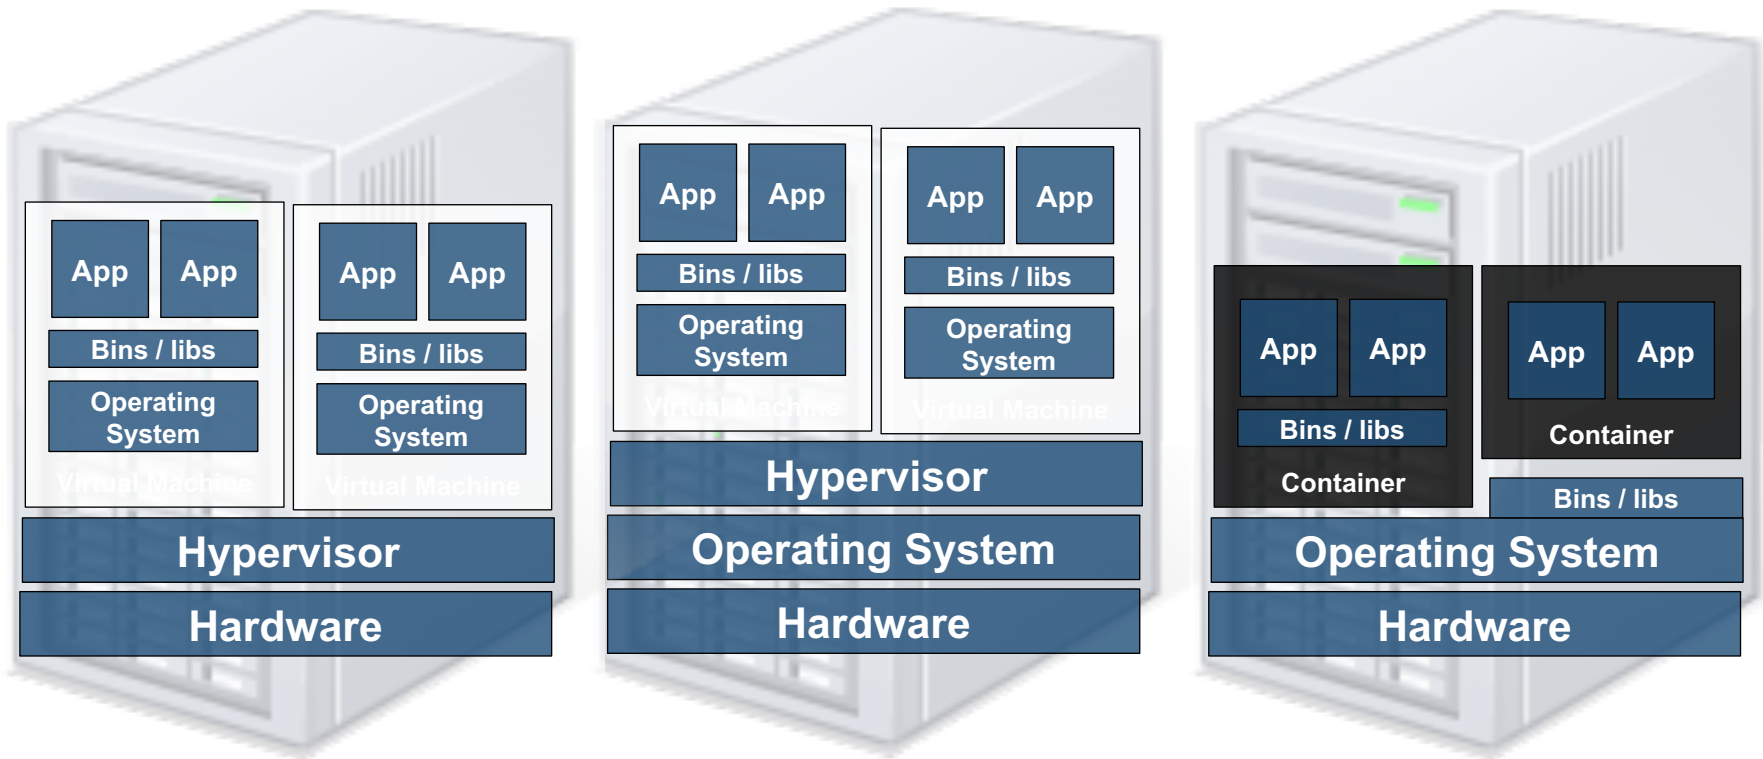 App App
Bins / libs
Operating
System
Virtual Machine
App App
Bins / libs
Operating
System
Virtual Machine
Hypervisor
Hardware
App App
Bins / libs
Operating
System
Virtual Machine
App App
Bins / libs
Operating
System
Virtual Machine
Hypervisor
Operating System
Hardware
App App
Bins / libs
Container
App App
Container
Bins / libs
Operating System
Hardware